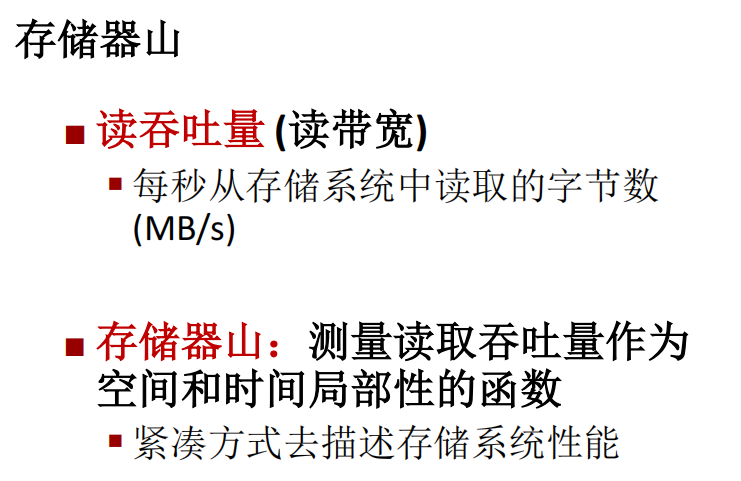 存储器山
读吞吐量 (读带宽)
每秒从存储系统中读取的字节数
(MB/s)
存储器山：测量读取吞吐量作为
空间和时间局部性的函数
紧凑方式去描述存储系统性能